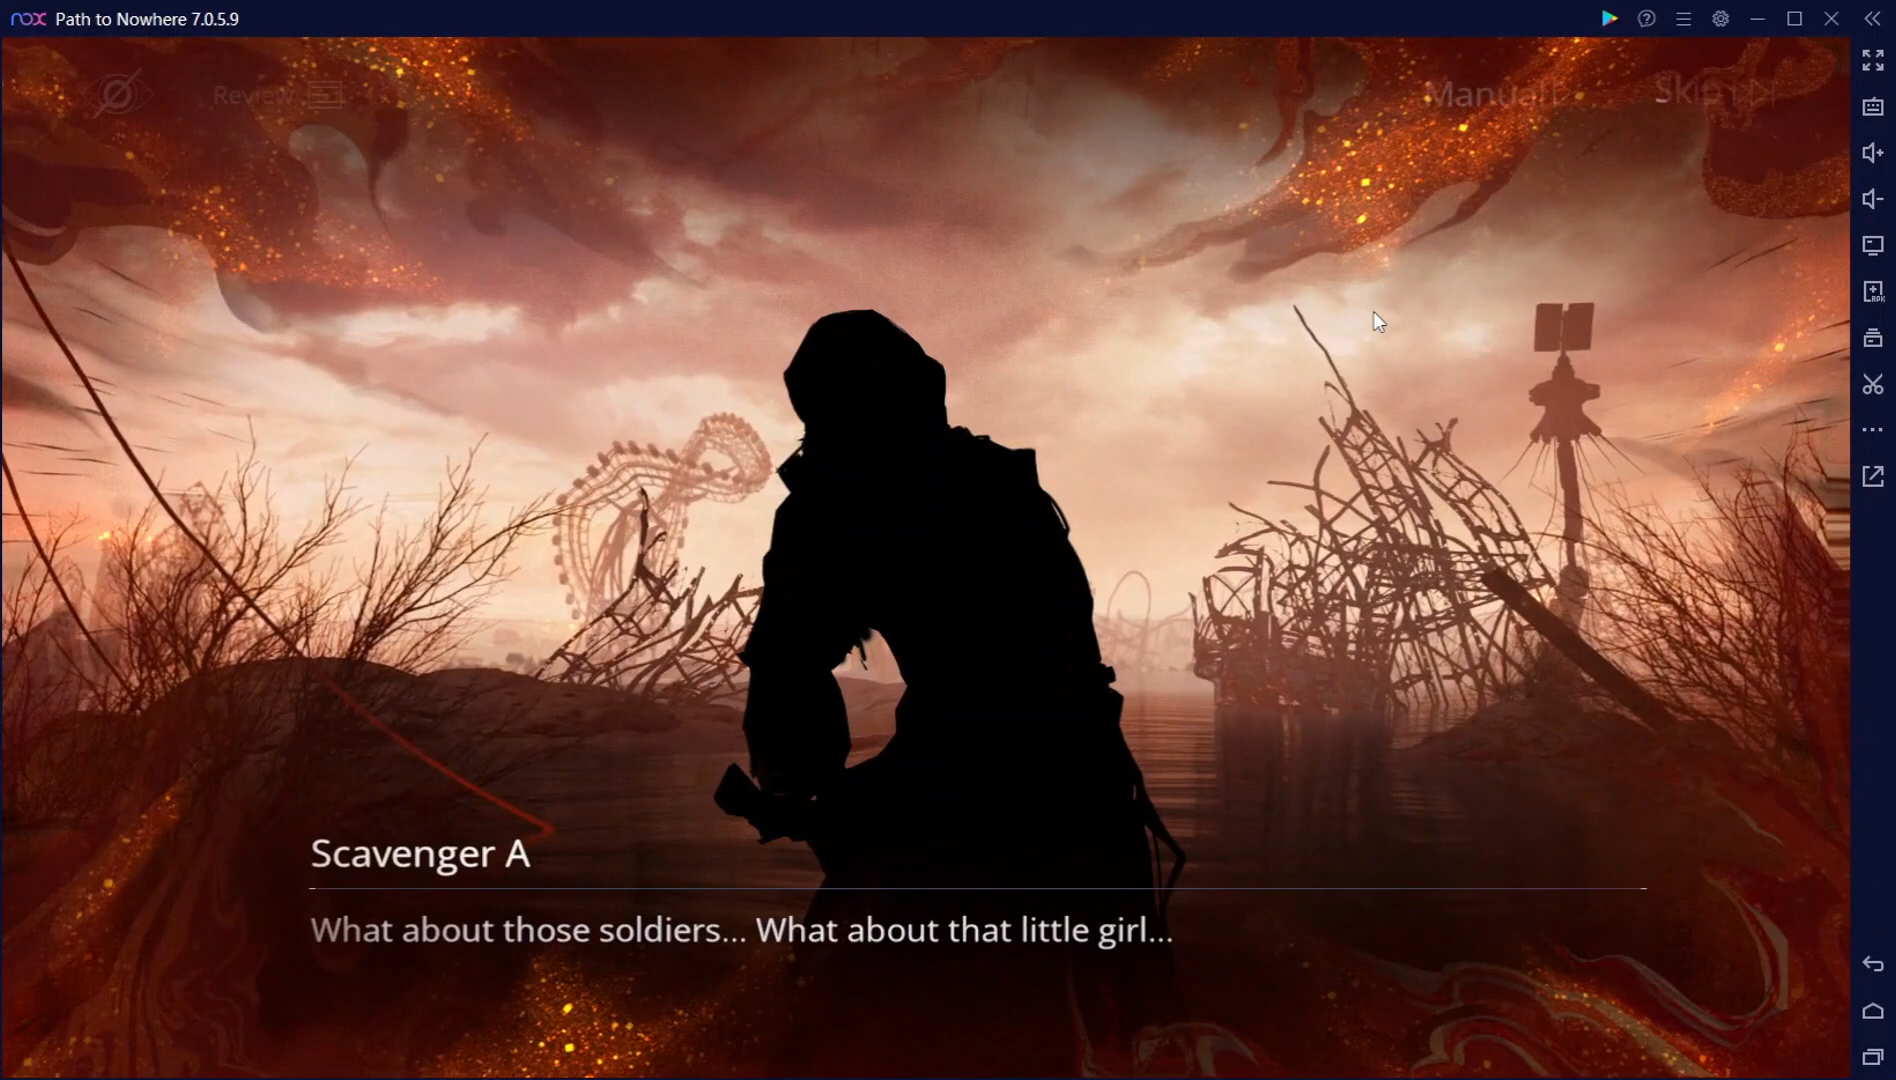 nox Path to Nowhere 7.0.5.9
Review
Manual
Skip
Scavenger A
What about those soldiers... What about that little girl...